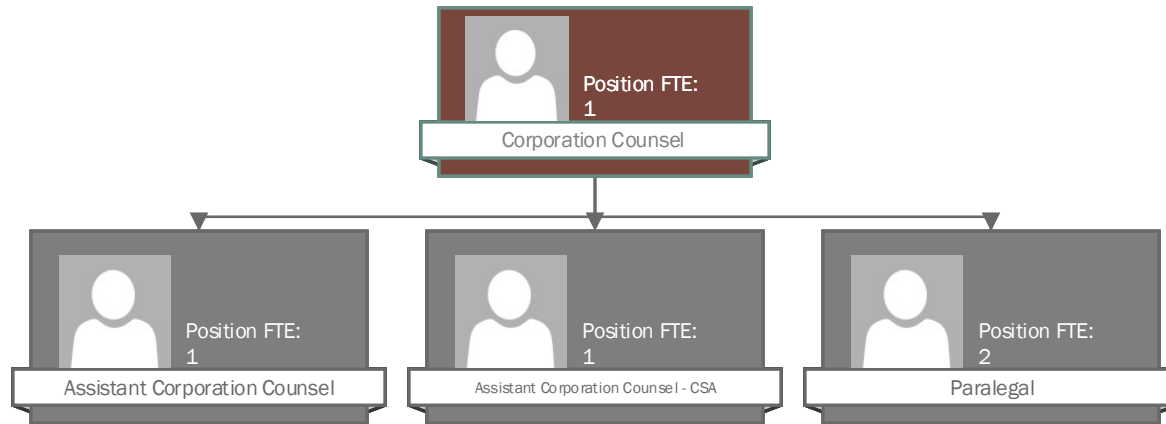 Position FTE:
1
Corporation Counsel
Position FTE:
1
Assistant Corporation Counsel
Position FTE:
1
Assistant Corporation Counsel - CSA
Position FTE:
2
Paralegal